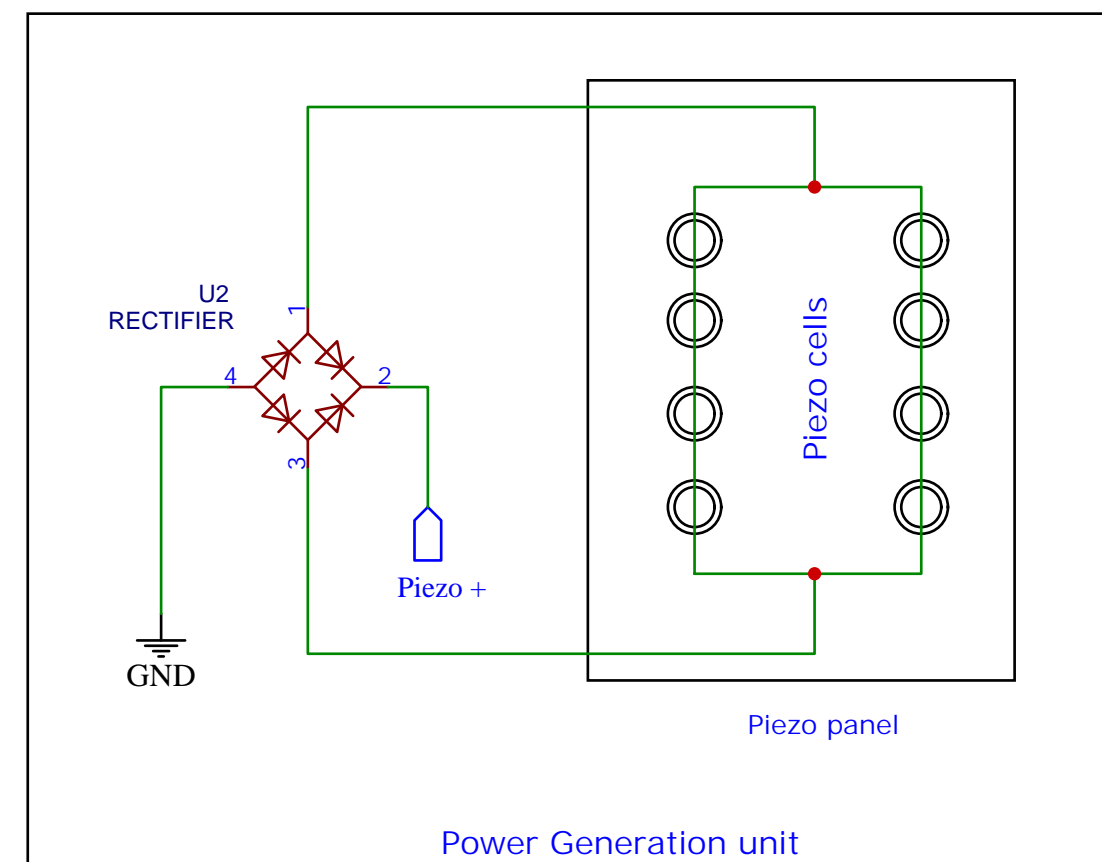 U2
RECTIFIER
1
4
2
3
Piezo +
GND
Piezo cells
Piezo panel
Power Generation unit